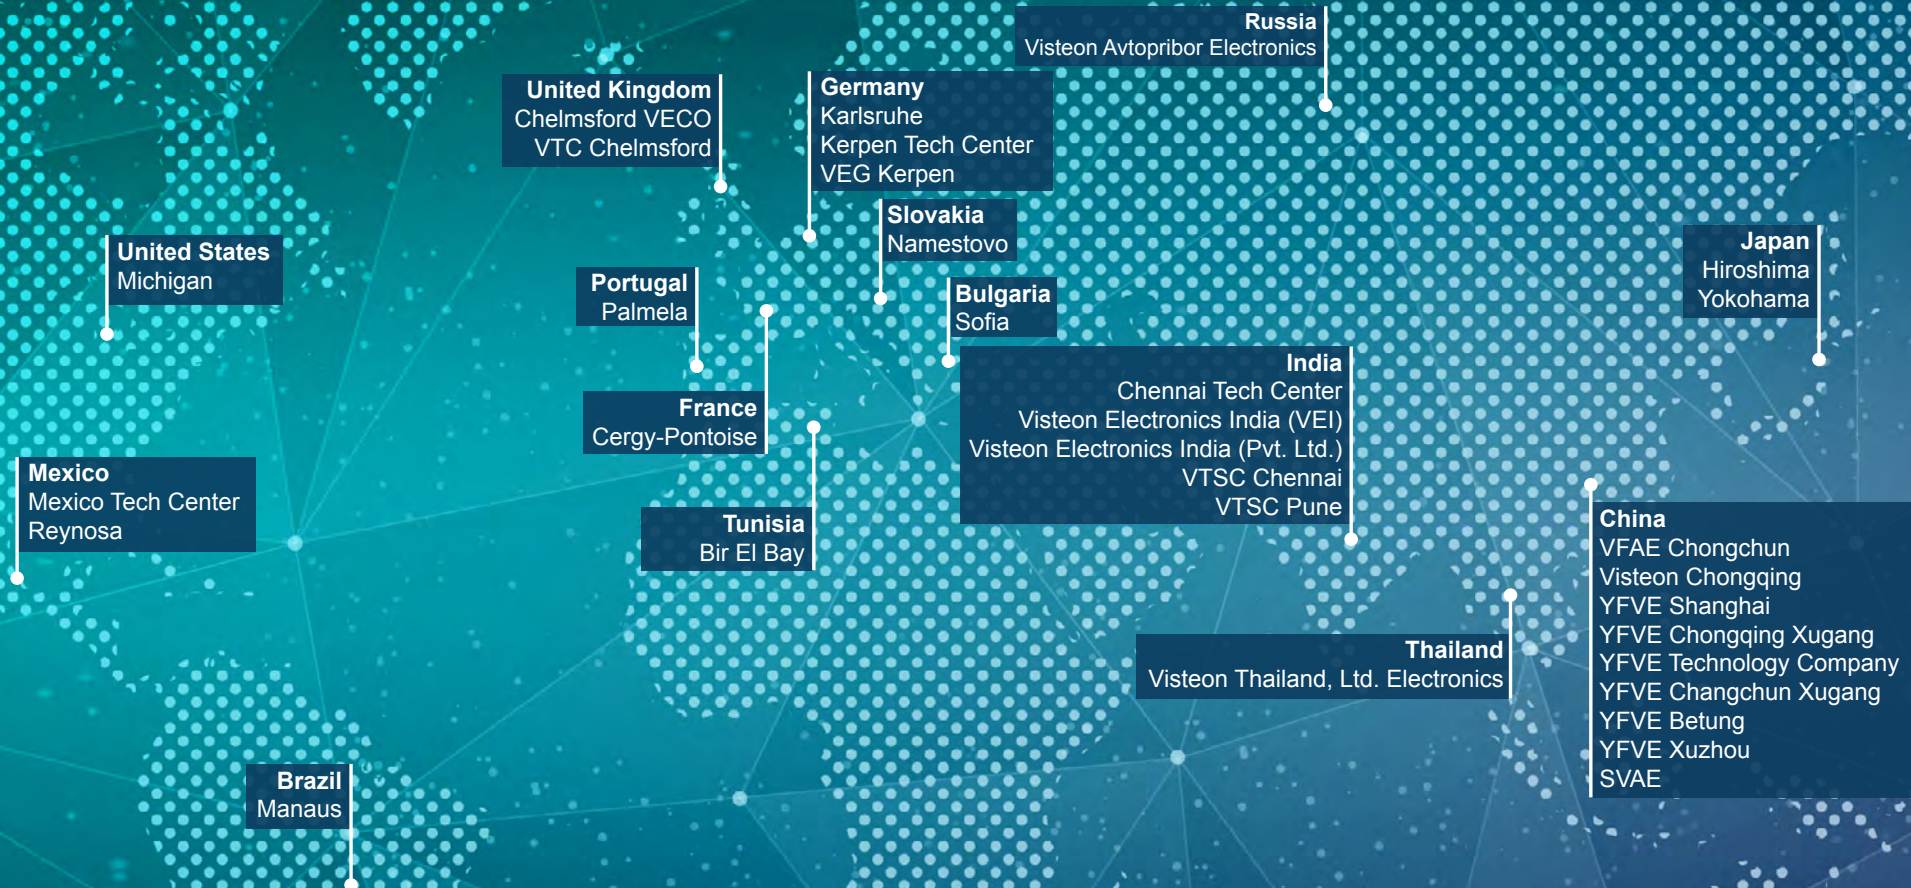 Russia
Visteon Avtopribor Electronics
United Kingdom
Chelmsford VECO
VTC Chelmsford
Germany
Karlsruhe
Kerpen Tech Center
VEG Kerpen
Slovakia
Namestovo
United States
Michigan
Portugal
Palmela
Bulgaria
Sofia
Japan
Hiroshima
Yokohama
France
Cergy-Pontoise
India
Chennai Tech Center
Visteon Electronics India (VEI)
Visteon Electronics India (Pvt. Ltd.)
VTSC Chennai
VTSC Pune
Mexico
Mexico Tech Center
Reynosa
Tunisia
Bir El Bay
China
VFAE Chongchun
Visteon Chongqing
YFVE Shanghai
YFVE Chongqing Xugang
YFVE Technology Company
YFVE Changchun Xugang
YFVE Betung
YFVE Xuzhou
SVAE
Thailand
Visteon Thailand, Ltd. Electronics
Brazil
Manaus